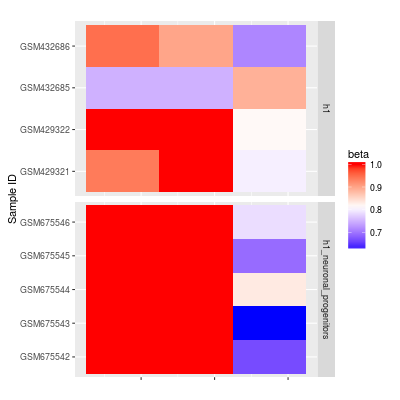 GSM432686
GSM432685
GSM429322
GSM429321
h1
GSM675546
GSM675545
GSM675544
GSM675543
GSM675542
h1_neuronal_progenitors
Sample ID
beta
1.0
0.9
0.8
0.7